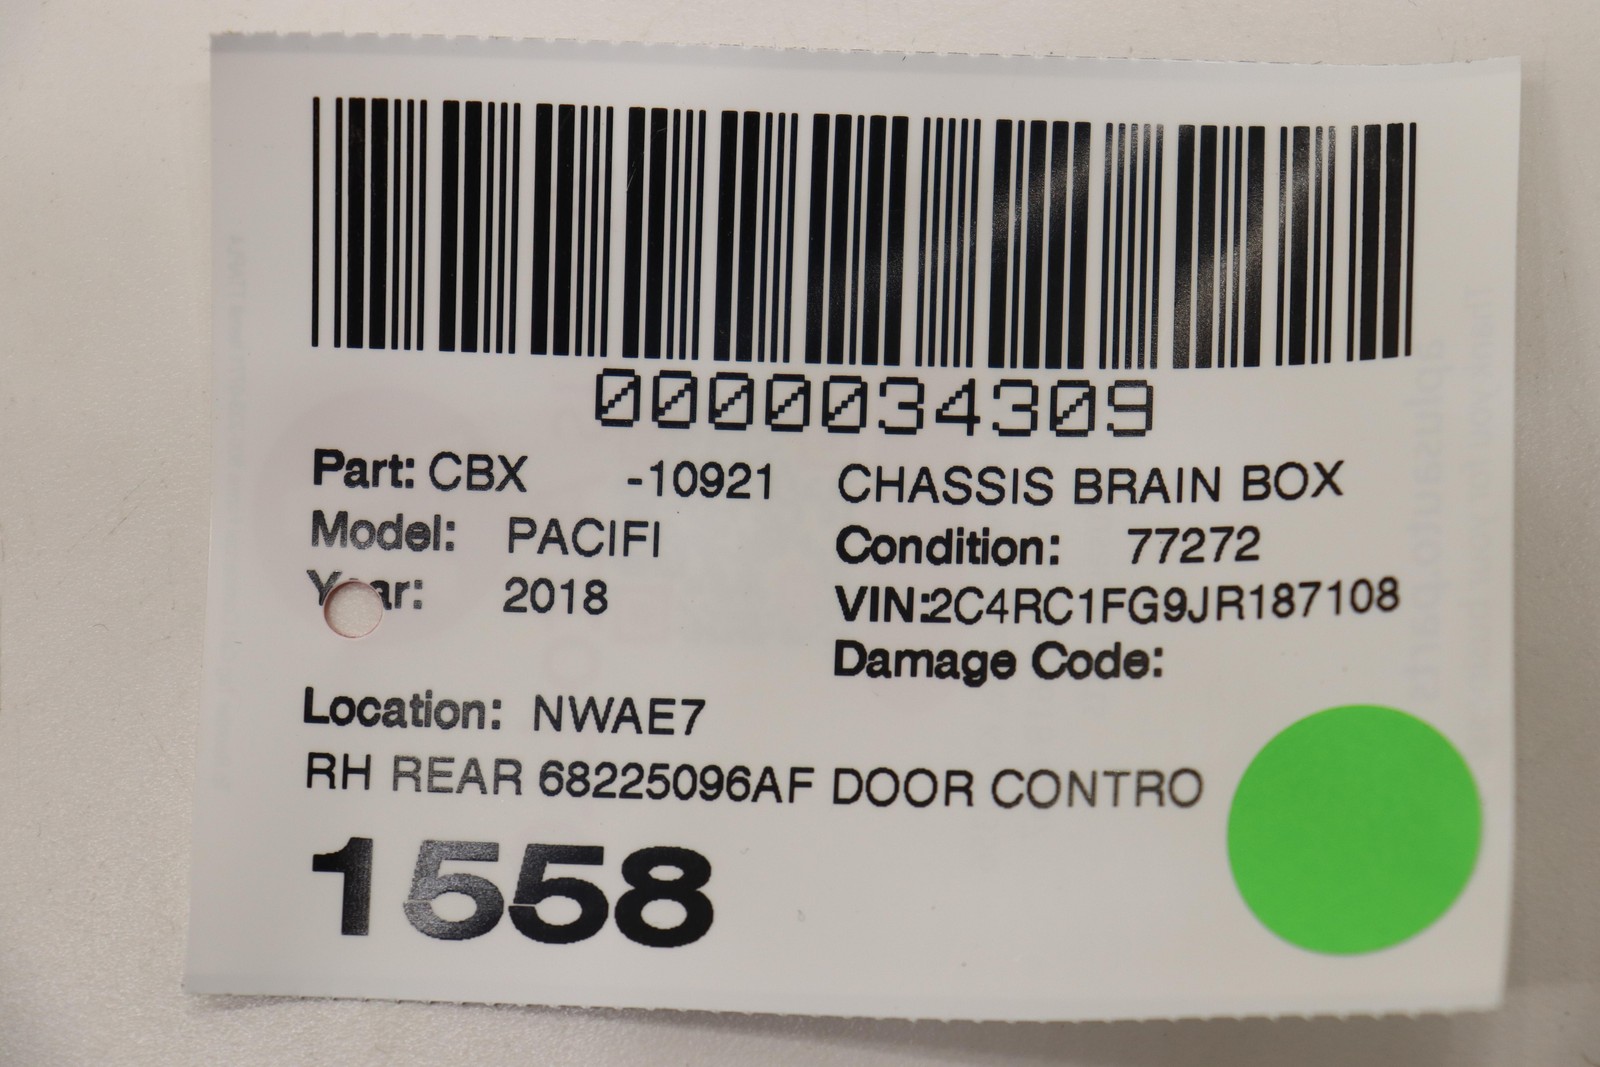 0000034309
Part: CBX -10921 CHASSIS BRAIN BOX
Model: PACIFI Condition: 77272
Year: 2018 VIN:2C4RC1FG9JR187108
Damage Code:
Location: NWAE7
RH REAR 68225096AF DOOR CONTRO
1558